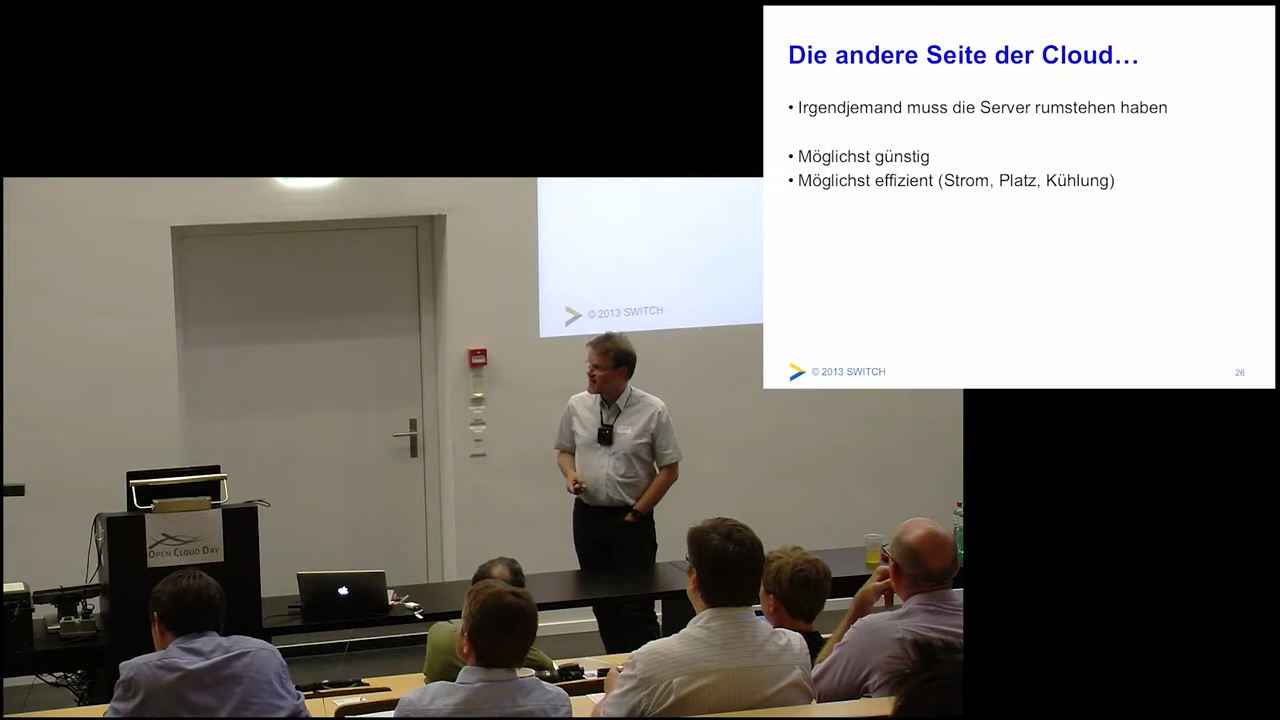 Die andere Seite der Cloud…
• Irgendjemand muss die Server rumstehen haben
• Möglichst günstig
• Möglichst effizient (Strom, Platz, Kühlung)
© 2013 SWITCH
26
© 2013 SWITCH
OPEN CLOUD DAY